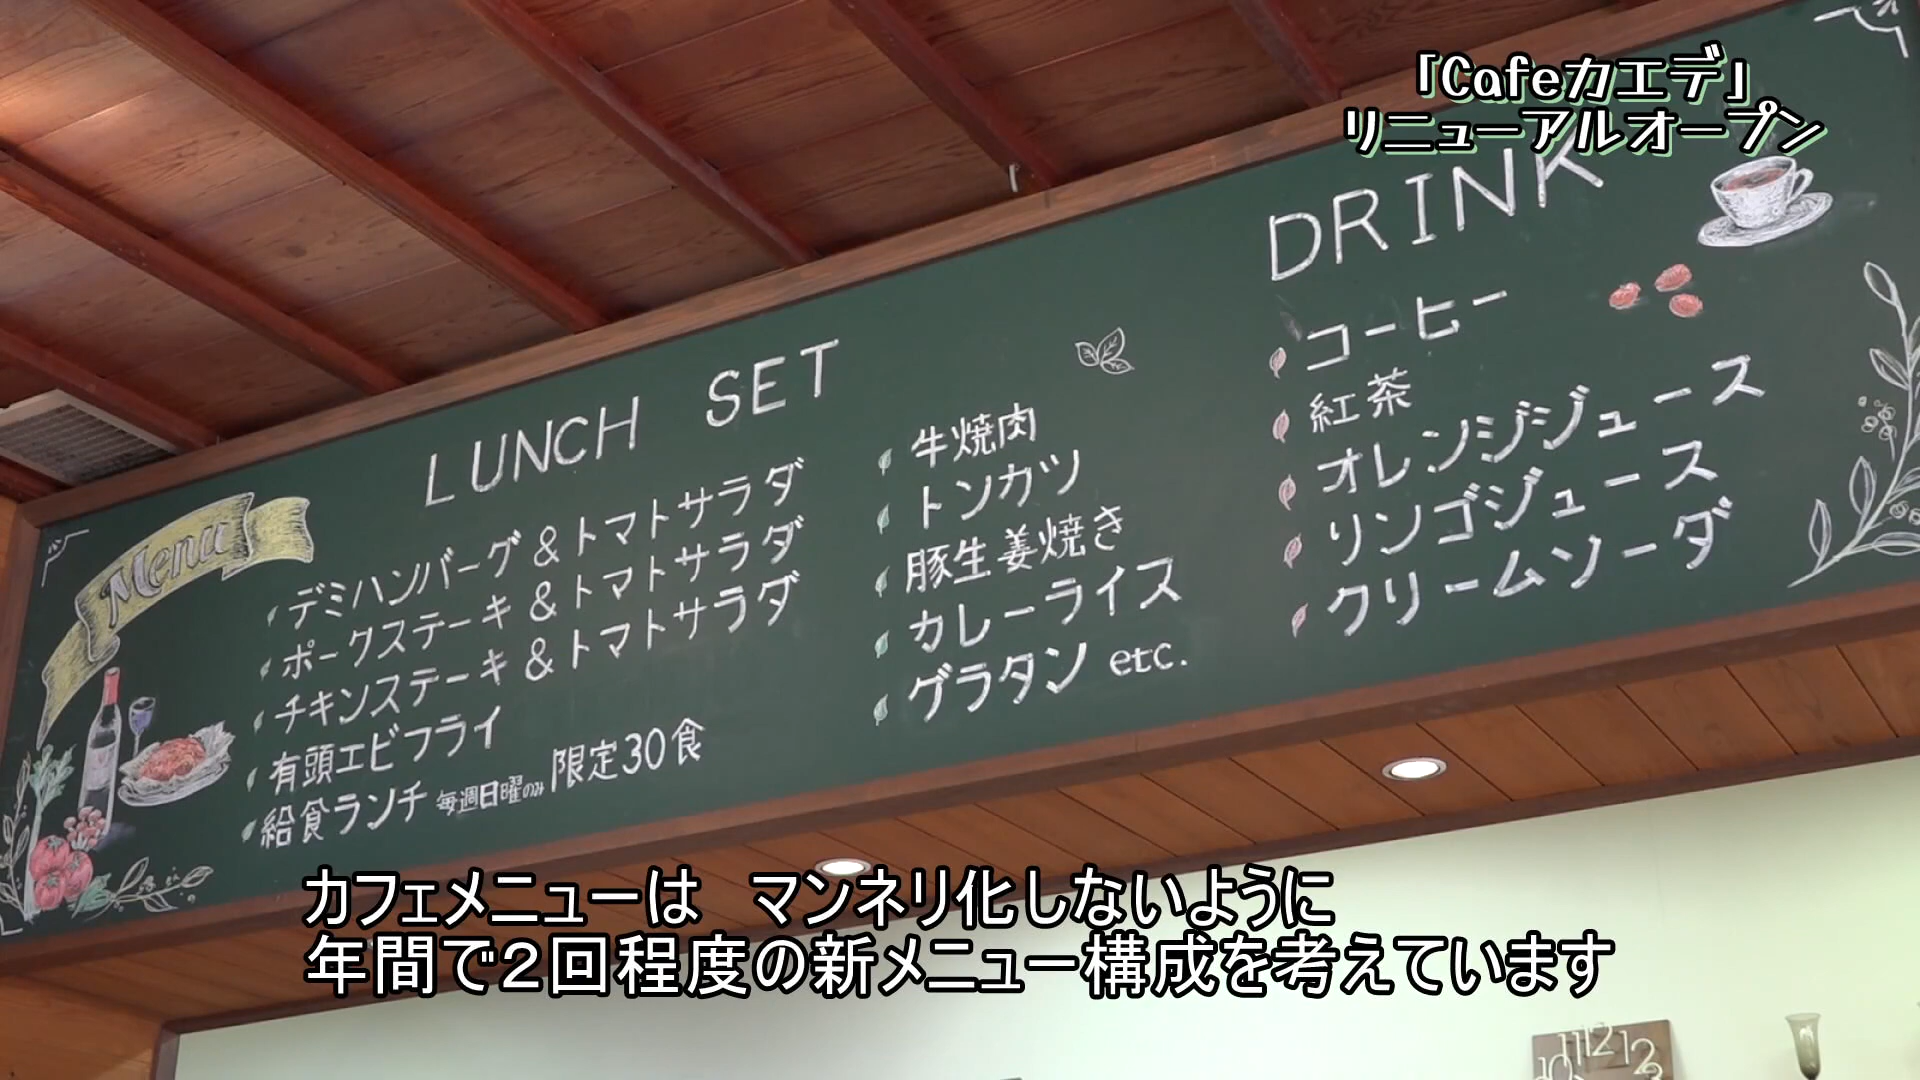 「Cafeカエデ」
リニューアルオープン
Menu
LUNCH SET
デミハンバーグ&トマトサラダ
ポークステーキ&トマトサラダ
チキンステーキ&トマトサラダ
有頭エビフライ
給食ランチ 毎週日曜のみ 限定30食
牛焼肉
トンカツ
豚生姜焼き
カレーライス
グラタン etc.
DRINK
コーヒー
紅茶
オレンジジュース
リンゴジュース
クリームソーダ
カフェメニューは マンネリ化しないように
年間で2回程度の新メニュー構成を考えています
10 11 12 1 2